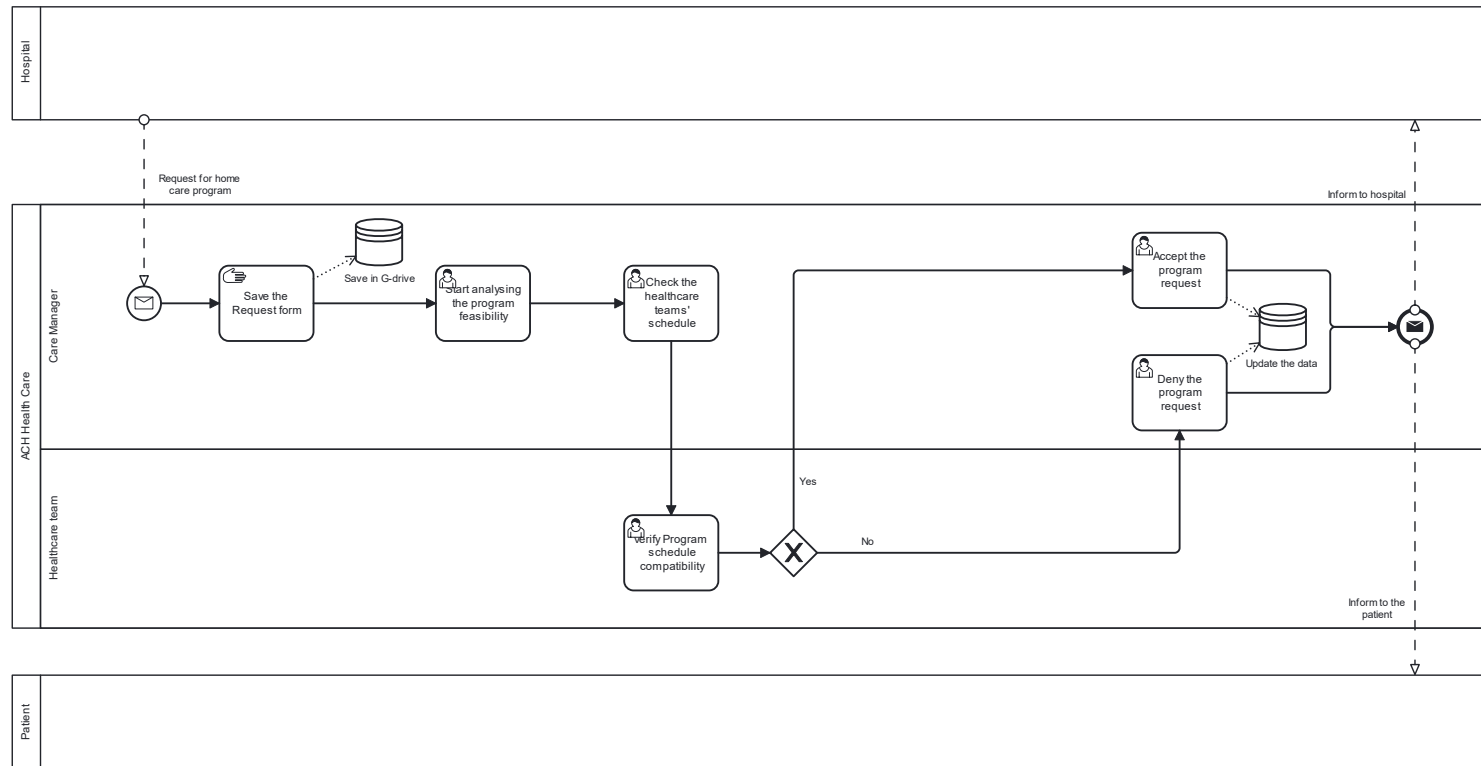 Hospital
Request for home
care program
Inform to hospital
ACH Health Care
Care Manager
Save the
Request form
Save in G-drive
Start analysing
the program
feasibility
Check the
healthcare
teams'
schedule
Accept the
program
request
Update the data
Deny the
program
request
Healthcare team
Yes
No
Verify Program
schedule
compatibility
Inform to the
patient
Patient